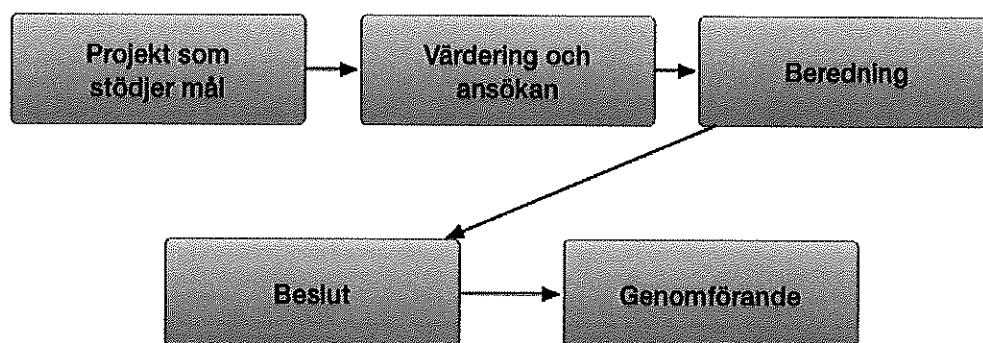 Projekt som
stödjer mål
Värdering och
ansökan
Beredning
Beslut
Genomförande